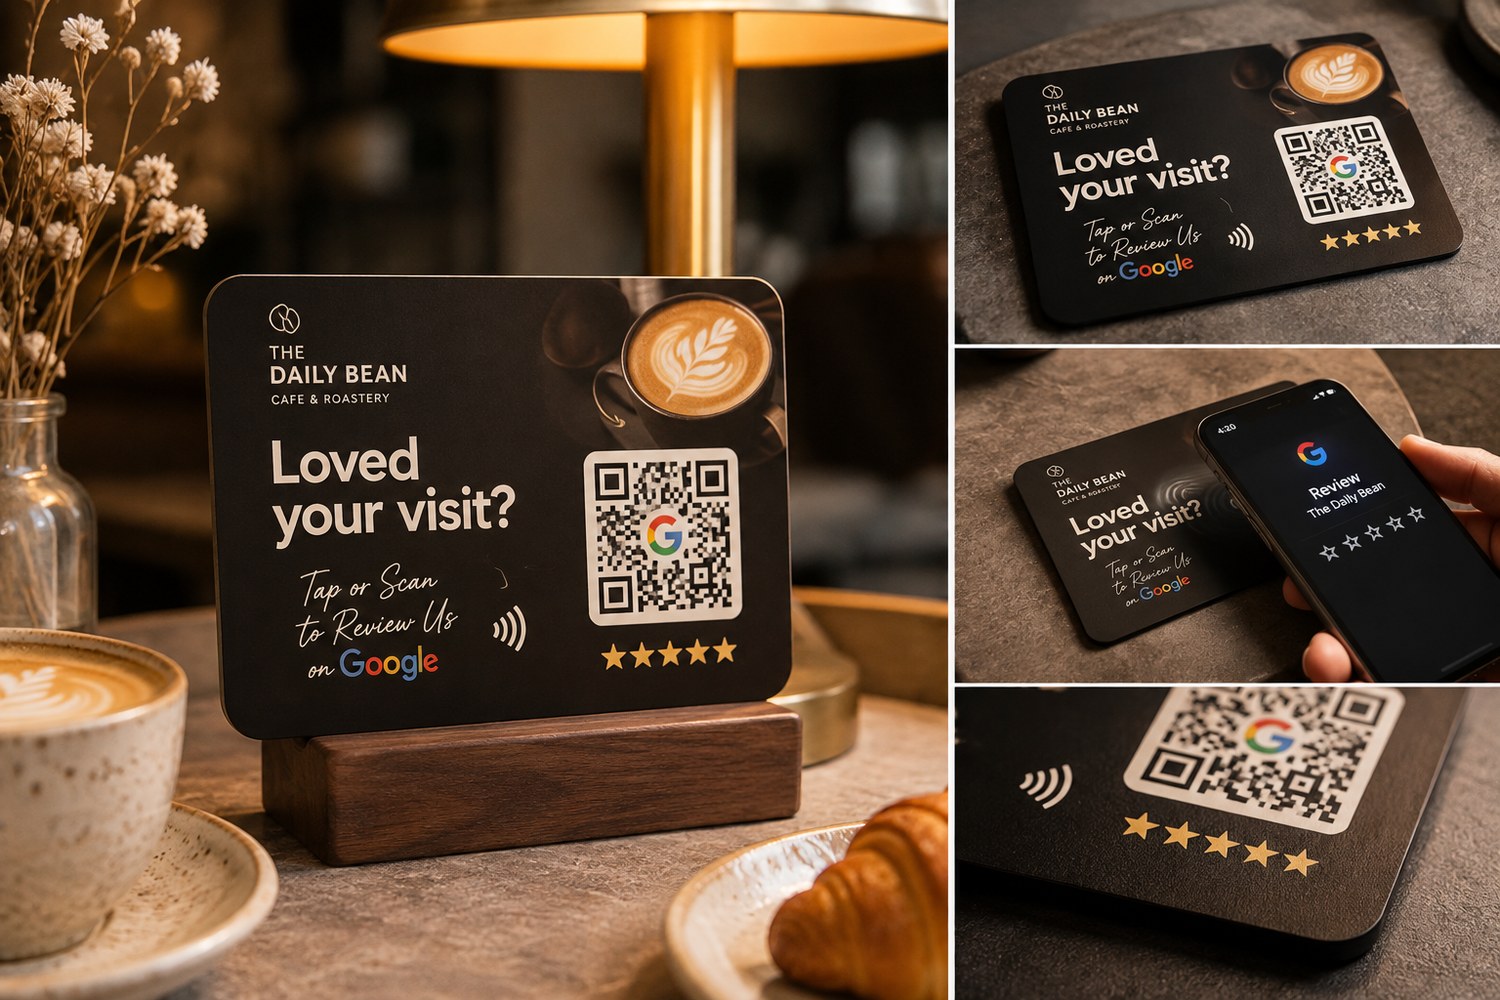 THE
DAILY BEAN
CAFE & ROASTERY
Loved
your visit?
Tap or Scan
to Review Us
on Google
G
THE
DAILY BEAN
CAFE & ROASTERY
Loved
your visit?
Tap or Scan
to Review Us
on Google
G
THE
DAILY BEAN
CAFE & ROASTERY
Loved
your visit?
Tap or Scan
to Review Us
on Google
4:20
G
Review
The Daily Bean
G